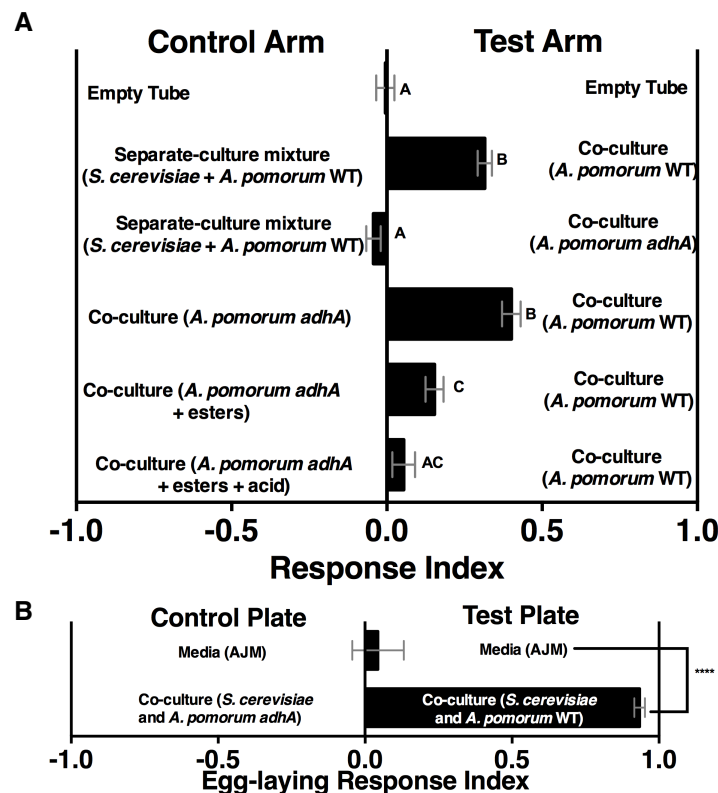 A
Control Arm Test Arm
Empty Tube A Empty Tube
Separate-culture mixture
(S. cerevisiae + A. pomorum WT) B Co-culture
(A. pomorum WT)
Separate-culture mixture
(S. cerevisiae + A. pomorum WT) A Co-culture
(A. pomorum adhA)
Co-culture (A. pomorum adhA) B Co-culture
(A. pomorum WT)
Co-culture (A. pomorum adhA
+ esters) C Co-culture
(A. pomorum WT)
Co-culture (A. pomorum adhA
+ esters + acid) AC Co-culture
(A. pomorum WT)
-1.0 -0.5 0.0 0.5 1.0
Response Index
B
Control Plate Test Plate
Media (AJM) Media (AJM)
****
Co-culture (S. cerevisiae
and A. pomorum adhA) Co-culture (S. cerevisiae
and A. pomorum WT)
-1.0 -0.5 0.0 0.5 1.0
Egg-laying Response Index